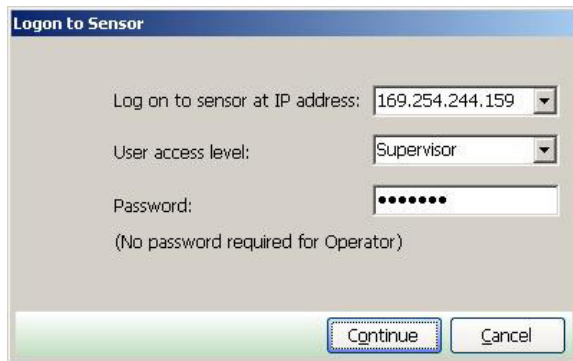 Logon to Sensor
Log on to sensor at IP address: 169.254.244.159
User access level: Supervisor
Password: •••••••
(No password required for Operator)
Continue Cancel